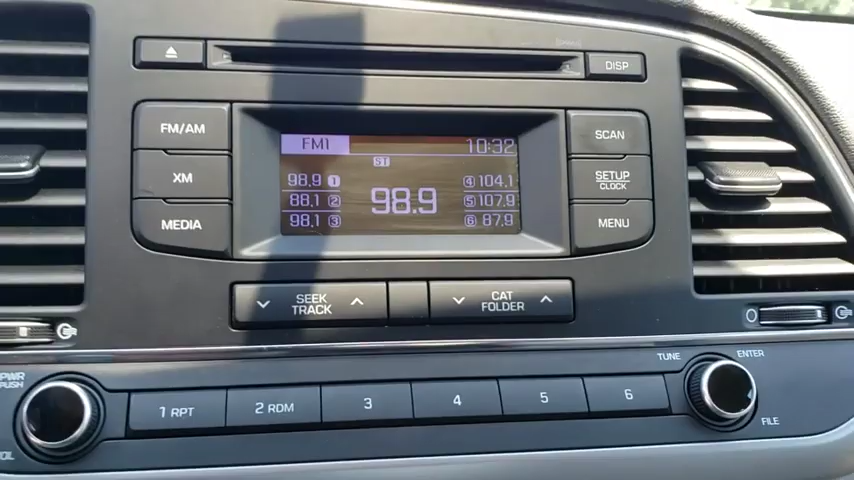 DISP
FM/AM
XM
MEDIA
FM1 10:32
ST
98.9 1
88.1 2
98.1 3
98.9
4 104.1
5 107.9
6 87.9
SCAN
SETUP
CLOCK
MENU
SEEK
TRACK
CAT
FOLDER
PWR
PUSH
1 RPT
2 RDM
3
4
5
6
TUNE
ENTER
FILE